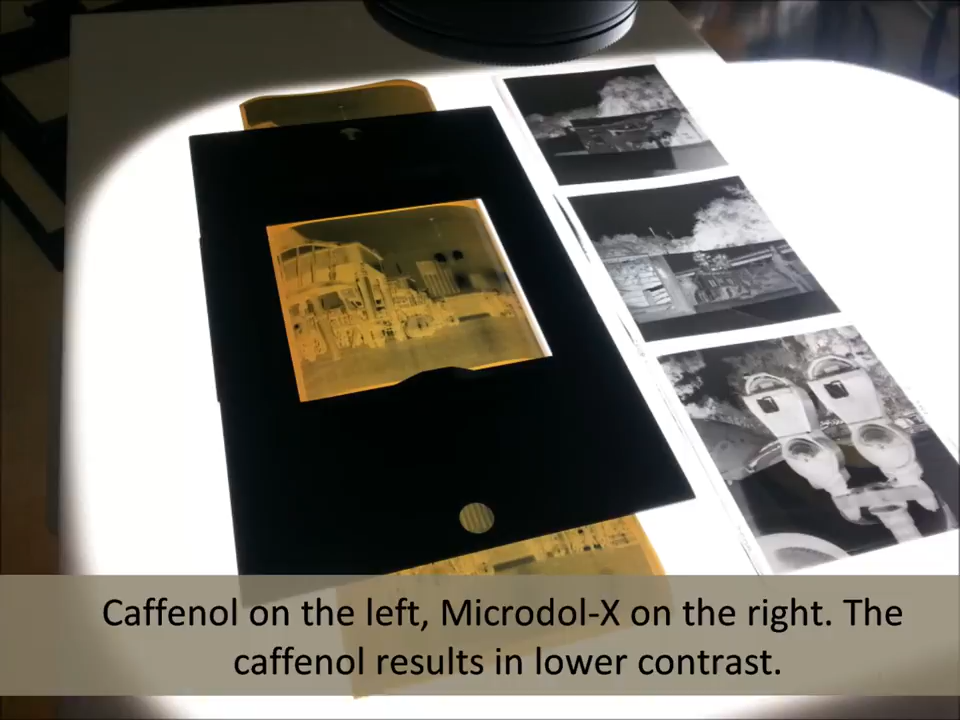 Caffenol on the left, Microdol-X on the right. The
caffenol results in lower contrast.